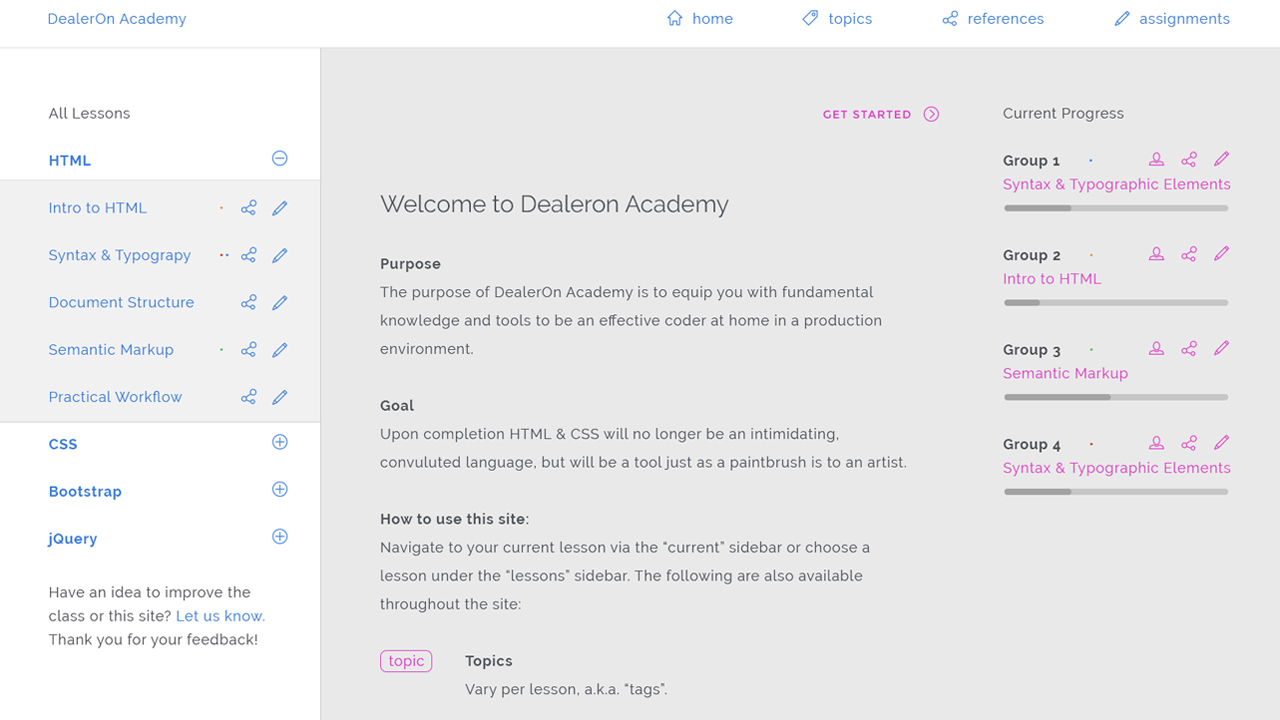 DealerOn Academy
home
topics
references
assignments
All Lessons
HTML
Intro to HTML
Syntax & Typograpy
Document Structure
Semantic Markup
Practical Workflow
CSS
Bootstrap
jQuery
Have an idea to improve the
class or this site? Let us know.
Thank you for your feedback!
GET STARTED
Welcome to Dealeron Academy
Purpose
The purpose of DealerOn Academy is to equip you with fundamental
knowledge and tools to be an effective coder at home in a production
environment.
Goal
Upon completion HTML & CSS will no longer be an intimidating,
convuluted language, but will be a tool just as a paintbrush is to an artist.
How to use this site:
Navigate to your current lesson via the “current” sidebar or choose a
lesson under the “lessons” sidebar. The following are also available
throughout the site:
topic
Topics
Vary per lesson, a.k.a. “tags”.
Current Progress
Group 1
Syntax & Typographic Elements
Group 2
Intro to HTML
Group 3
Semantic Markup
Group 4
Syntax & Typographic Elements